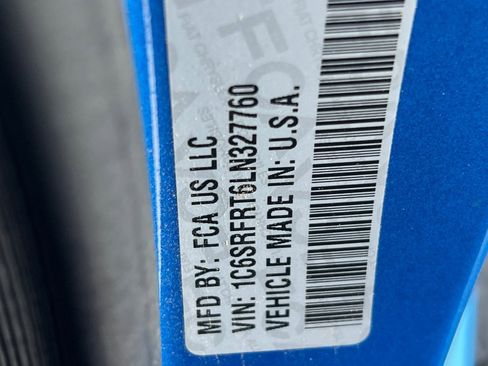 MFD BY: FCA US LLC
VIN: 1C6SRFRT6LN327760
VEHICLE MADE IN: U.S.A.